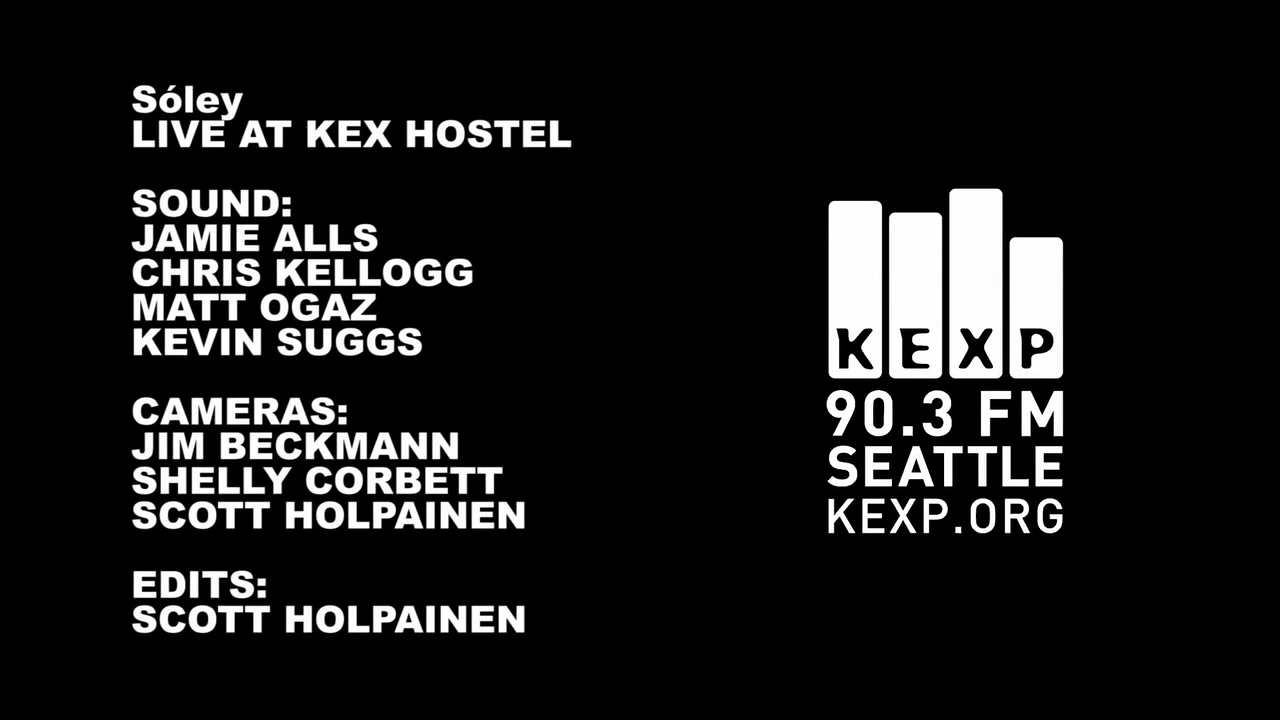 Sóley
LIVE AT KEX HOSTEL
SOUND:
JAMIE ALLS
CHRIS KELLOGG
MATT OGAZ
KEVIN SUGGS
CAMERAS:
JIM BECKMANN
SHELLY CORBETT
SCOTT HOLPAINEN
EDITS:
SCOTT HOLPAINEN
KEXP
90.3 FM
SEATTLE
KEXP.ORG